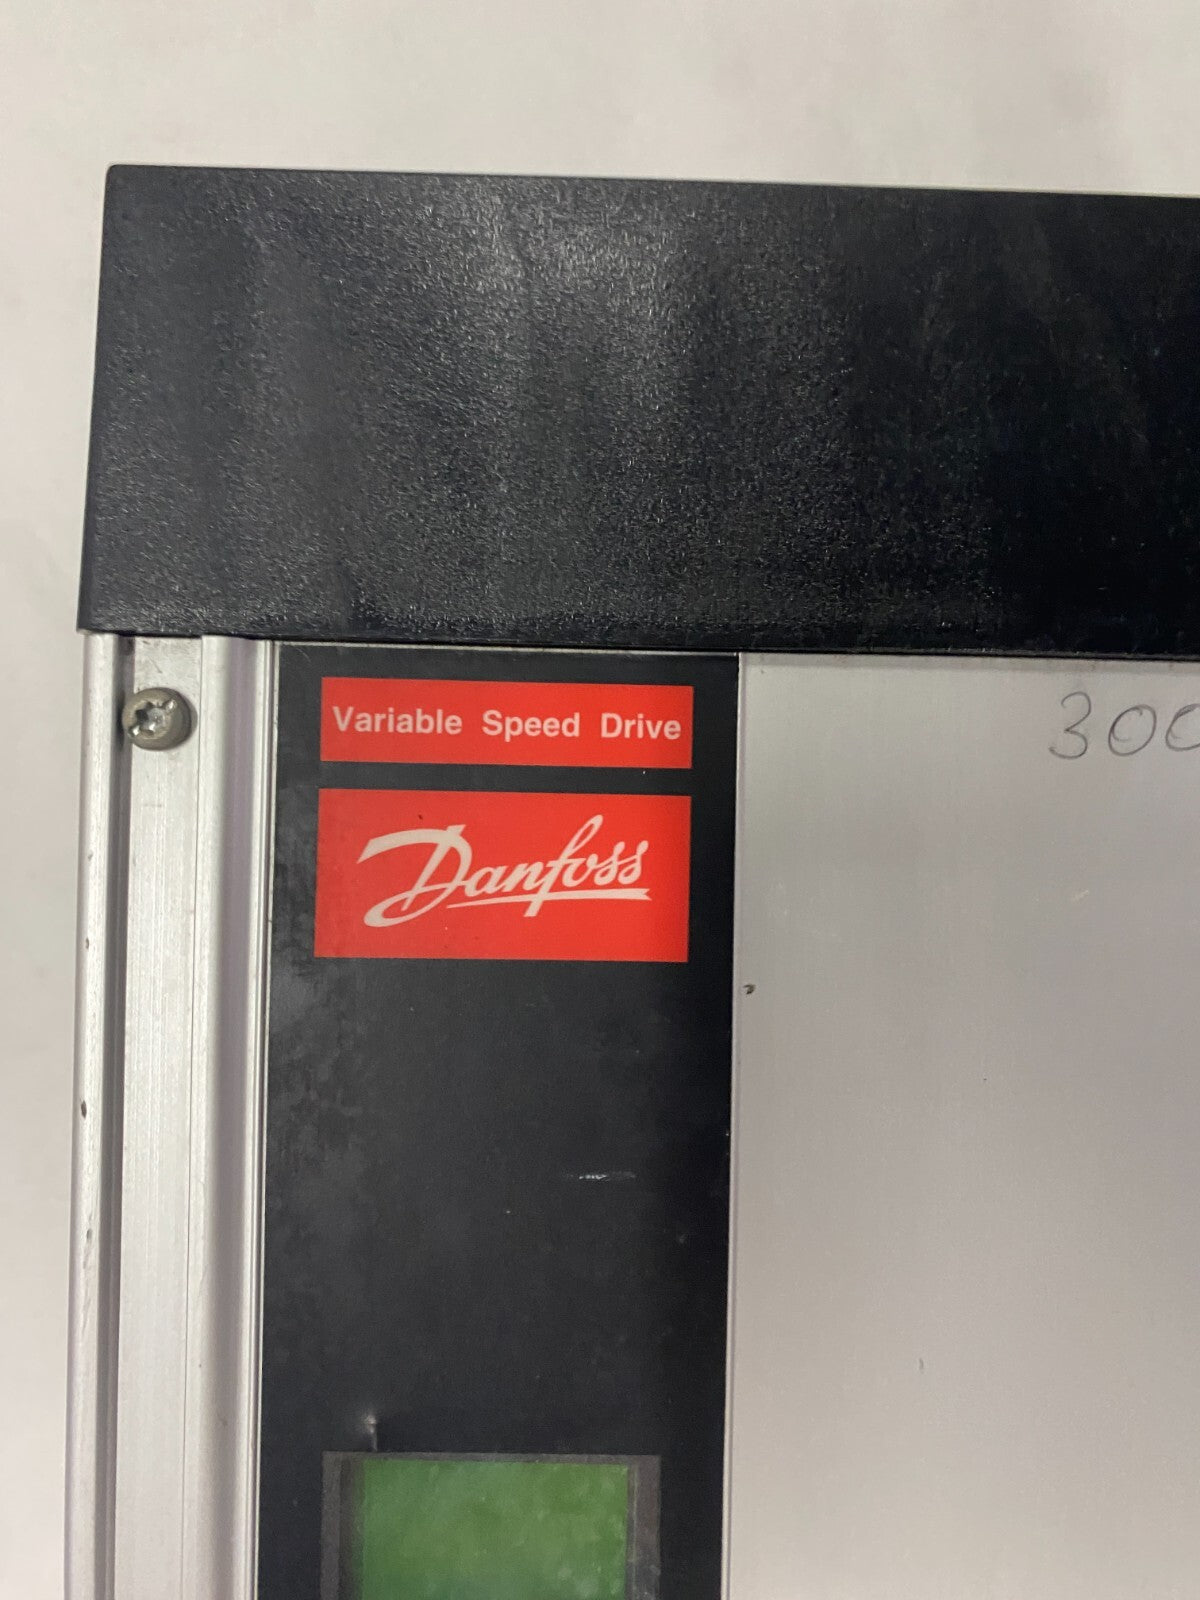 Variable Speed Drive
300
Danfoss